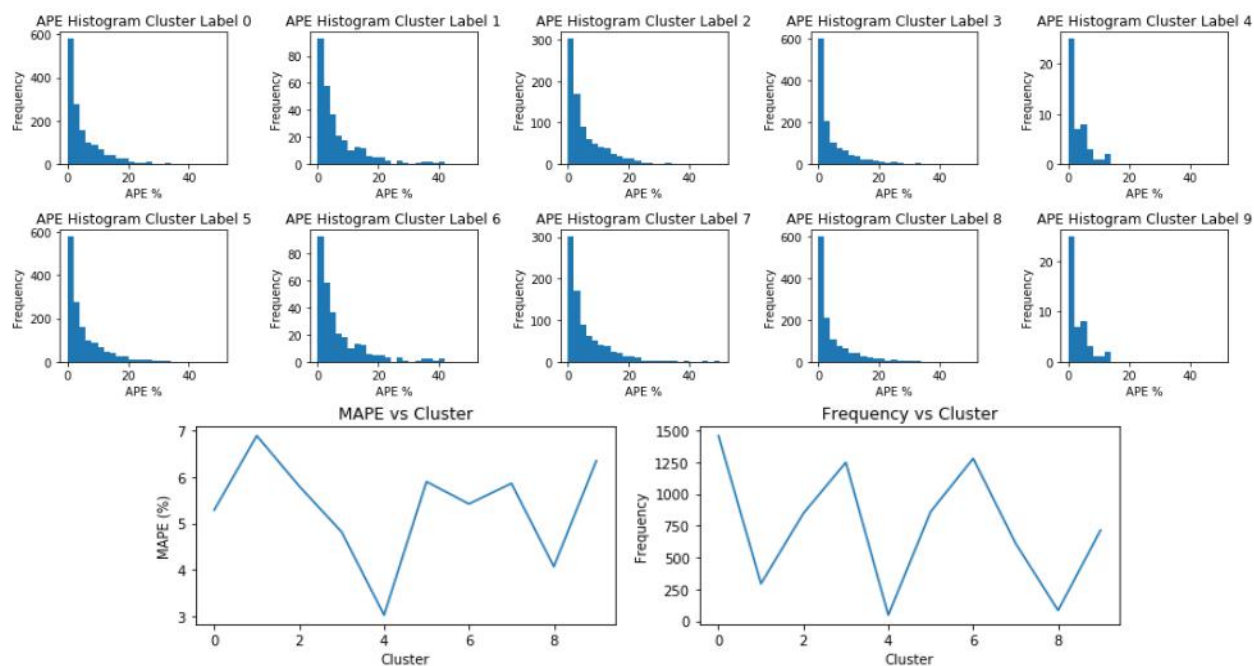 APE Histogram Cluster Label 0
600
400
200
0
Frequency
0 20 40
APE %
APE Histogram Cluster Label 1
80
60
40
20
0
Frequency
0 20 40
APE %
APE Histogram Cluster Label 2
300
200
100
0
Frequency
0 20 40
APE %
APE Histogram Cluster Label 3
600
400
200
0
Frequency
0 20 40
APE %
APE Histogram Cluster Label 4
20
10
0
Frequency
0 20 40
APE %
APE Histogram Cluster Label 5
600
400
200
0
Frequency
0 20 40
APE %
APE Histogram Cluster Label 6
80
60
40
20
0
Frequency
0 20 40
APE %
APE Histogram Cluster Label 7
300
200
100
0
Frequency
0 20 40
APE %
APE Histogram Cluster Label 8
600
400
200
0
Frequency
0 20 40
APE %
APE Histogram Cluster Label 9
20
10
0
Frequency
0 20 40
APE %
MAPE vs Cluster
7
6
5
4
3
MAPE (%)
0 2 4 6 8
Cluster
Frequency vs Cluster
1500
1250
1000
750
500
250
0
Frequency
0 2 4 6 8
Cluster